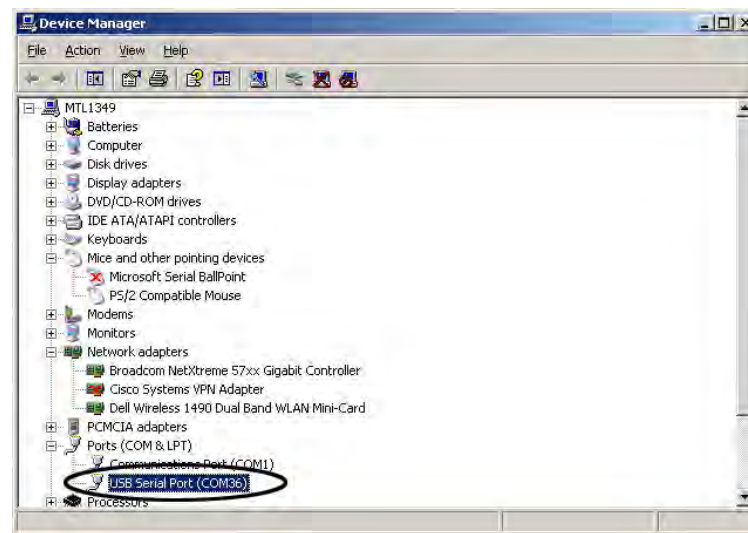 Device Manager
File Action View Help
MTL1349
Batteries
Computer
Disk drives
Display adapters
DVD/CD-ROM drives
IDE ATA/ATAPI controllers
Keyboards
Mice and other pointing devices
Microsoft Serial BallPoint
PS/2 Compatible Mouse
Modems
Monitors
Network adapters
Broadcom NetXtreme 57xx Gigabit Controller
Cisco Systems VPN Adapter
Dell Wireless 1490 Dual Band WLAN Mini-Card
PCMCIA adapters
Ports (COM & LPT)
Communications Port (COM1)
USB Serial Port (COM36)
Processors